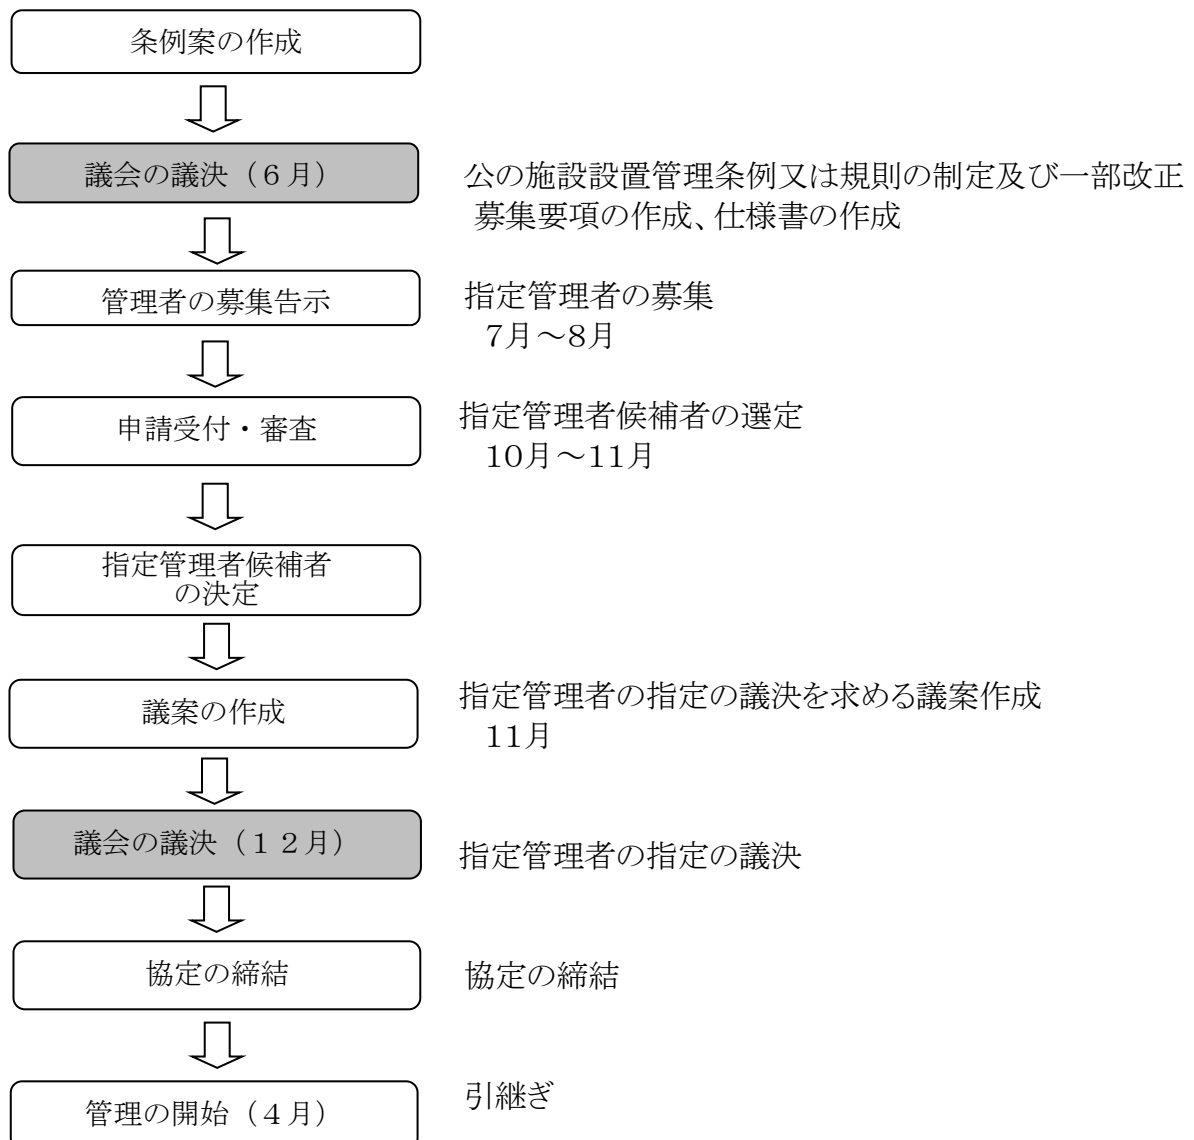 条例案の作成
議会の議決（６月）
公の施設設置管理条例又は規則の制定及び一部改正
募集要項の作成、仕様書の作成
管理者の募集告示
指定管理者の募集
7月～8月
申請受付・審査
指定管理者候補者の選定
10月～11月
指定管理者候補者
の決定
議案の作成
指定管理者の指定の議決を求める議案作成
11月
議会の議決（１２月）
指定管理者の指定の議決
協定の締結
協定の締結
管理の開始（４月）
引継ぎ